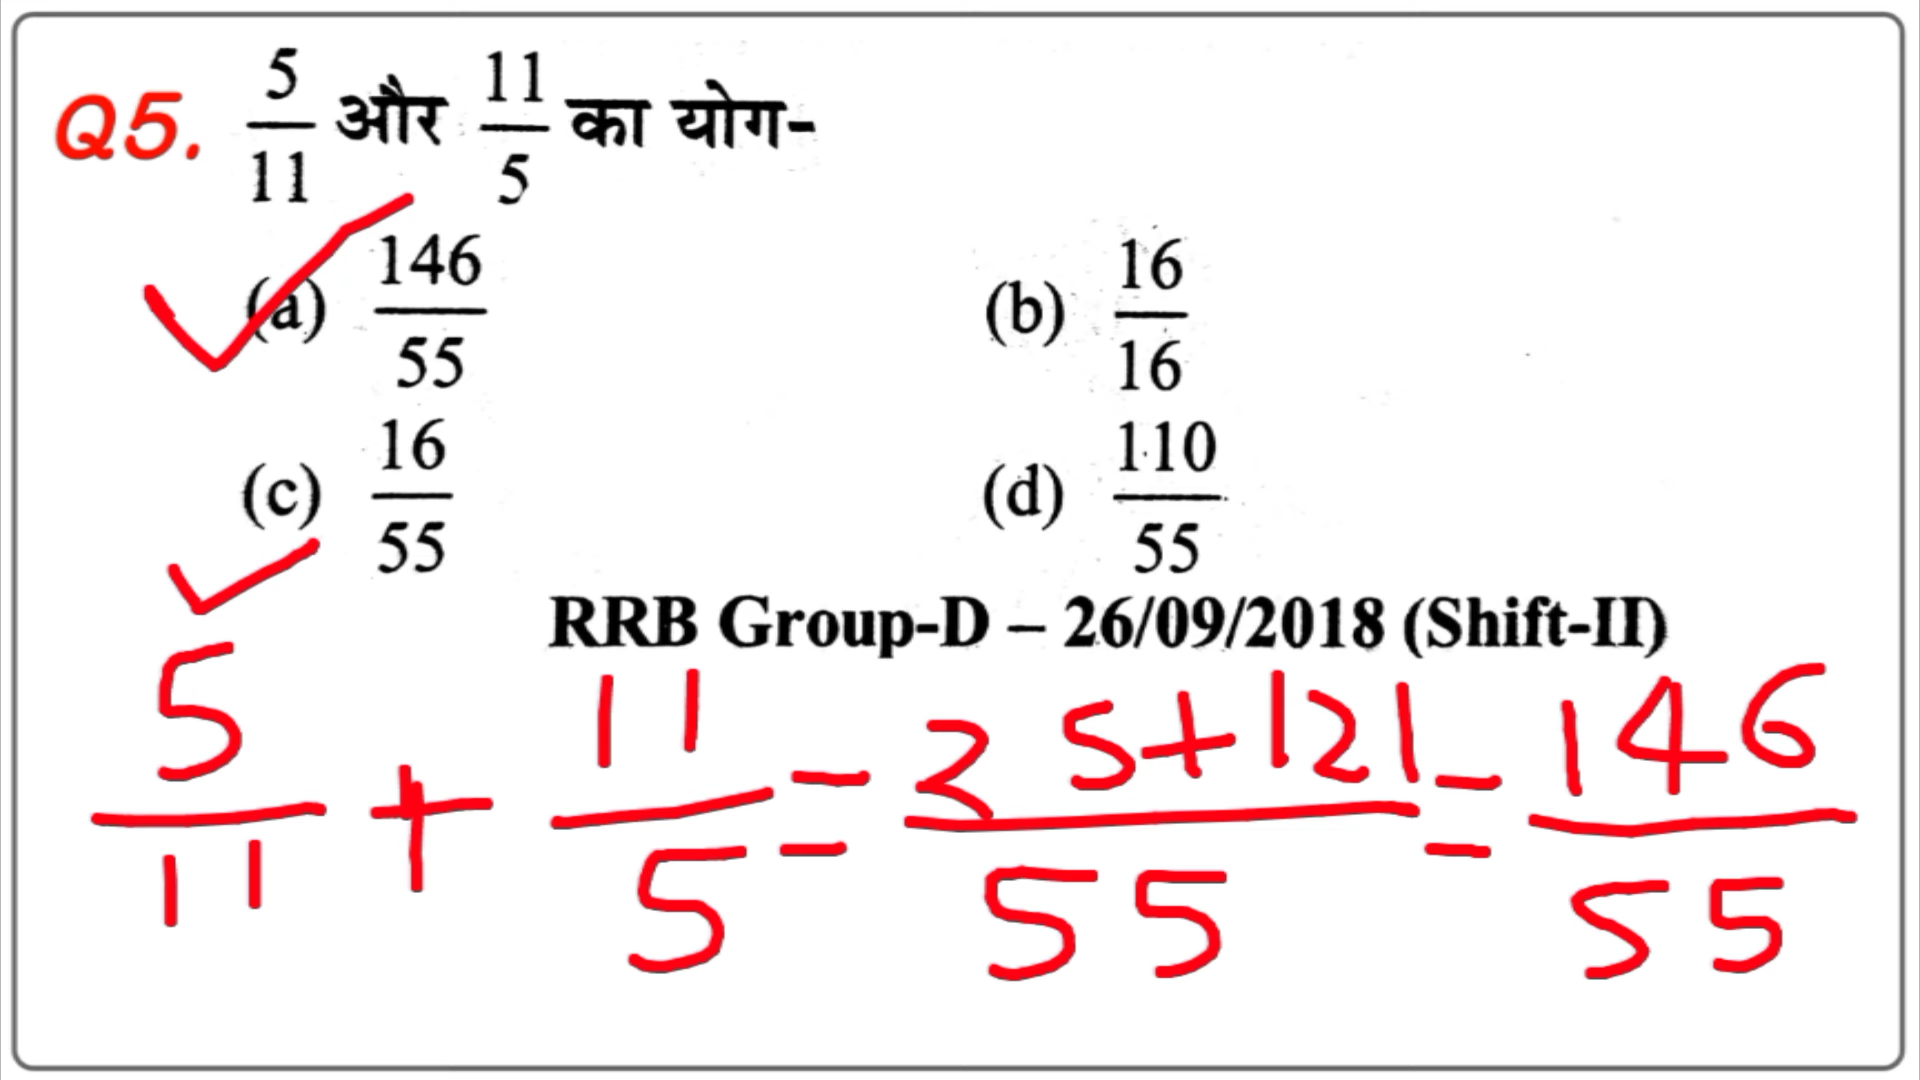 Q5. 5/11 और 11/5 का योग-
(a) 146/55 (b) 16/16
(c) 16/55 (d) 110/55
RRB Group-D – 26/09/2018 (Shift-II)
5/11 + 11/5 = 25+121/55 = 146/55